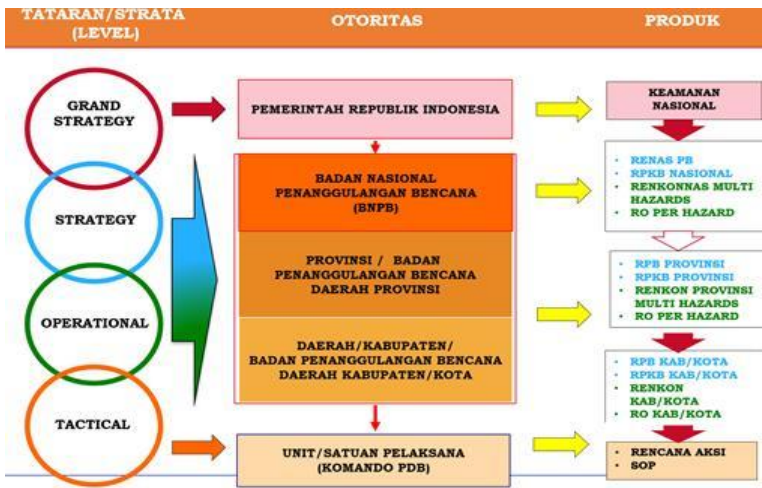 TATARAN/STRATA
(LEVEL)
OTORITAS
PRODUK
GRAND
STRATEGY
STRATEGY
OPERATIONAL
TACTICAL
PEMERINTAH REPUBLIK INDONESIA
BADAN NASIONAL
PENANGGULANGAN BENCANA
(BNPB)
PROVINSI / BADAN
PENANGGULANGAN BENCANA
DAERAH PROVINSI
DAERAH/KABUPATEN/
BADAN PENANGGULANGAN BENCANA
DAERAH KABUPATEN/KOTA
UNIT/SATUAN PELAKSANA
(KOMANDO PDB)
KEAMANAN
NASIONAL
• RENAS PB
• RPKB NASIONAL
• RENKONNAS MULTI
HAZARDS
• RO PER HAZARD
• RPB PROVINSI
• RPKB PROVINSI
• RENKON PROVINSI
MULTI HAZARDS
• RO PER HAZARD
• RPB KAB/KOTA
• RPKB KAB/KOTA
• RENKON
KAB/KOTA
• RO KAB/KOTA
• RENCANA AKSI
• SOP